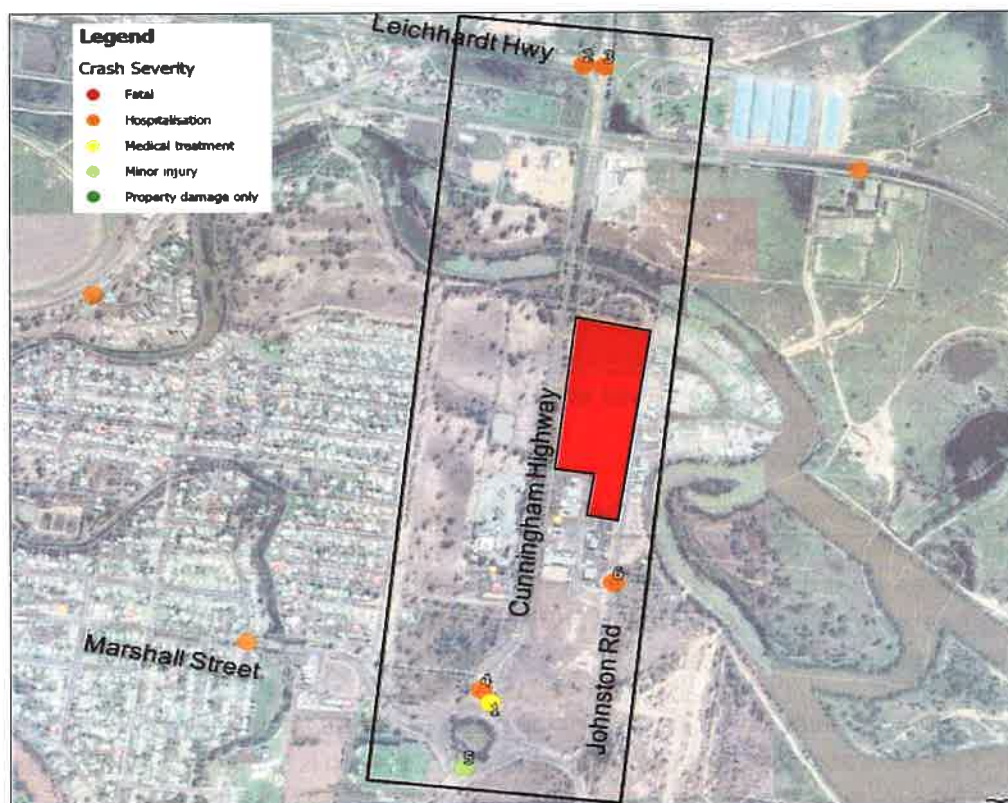 Legend
Crash Severity
Fatal
Hospitalisation
Medical treatment
Minor injury
Property damage only
Leichhardt Hwy
Cunningham Highway
Johnston Rd
Marshall Street